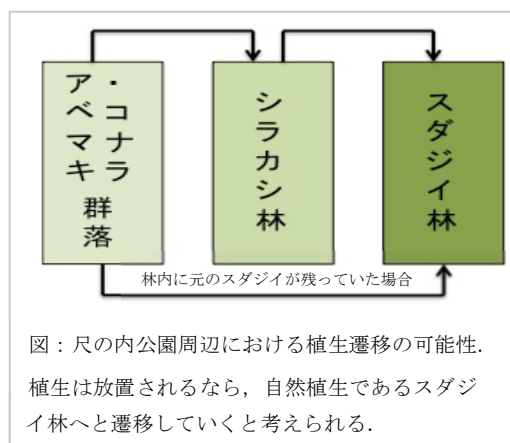 アベマキ
・コナラ
群落
シラカシ林
スダジイ林
林内に元のスダジイが残っていた場合
図：尺の内公園周辺における植生遷移の可能性.
植生は放置されるなら，自然植生であるスダジ
イ林へと遷移していくと考えられる.